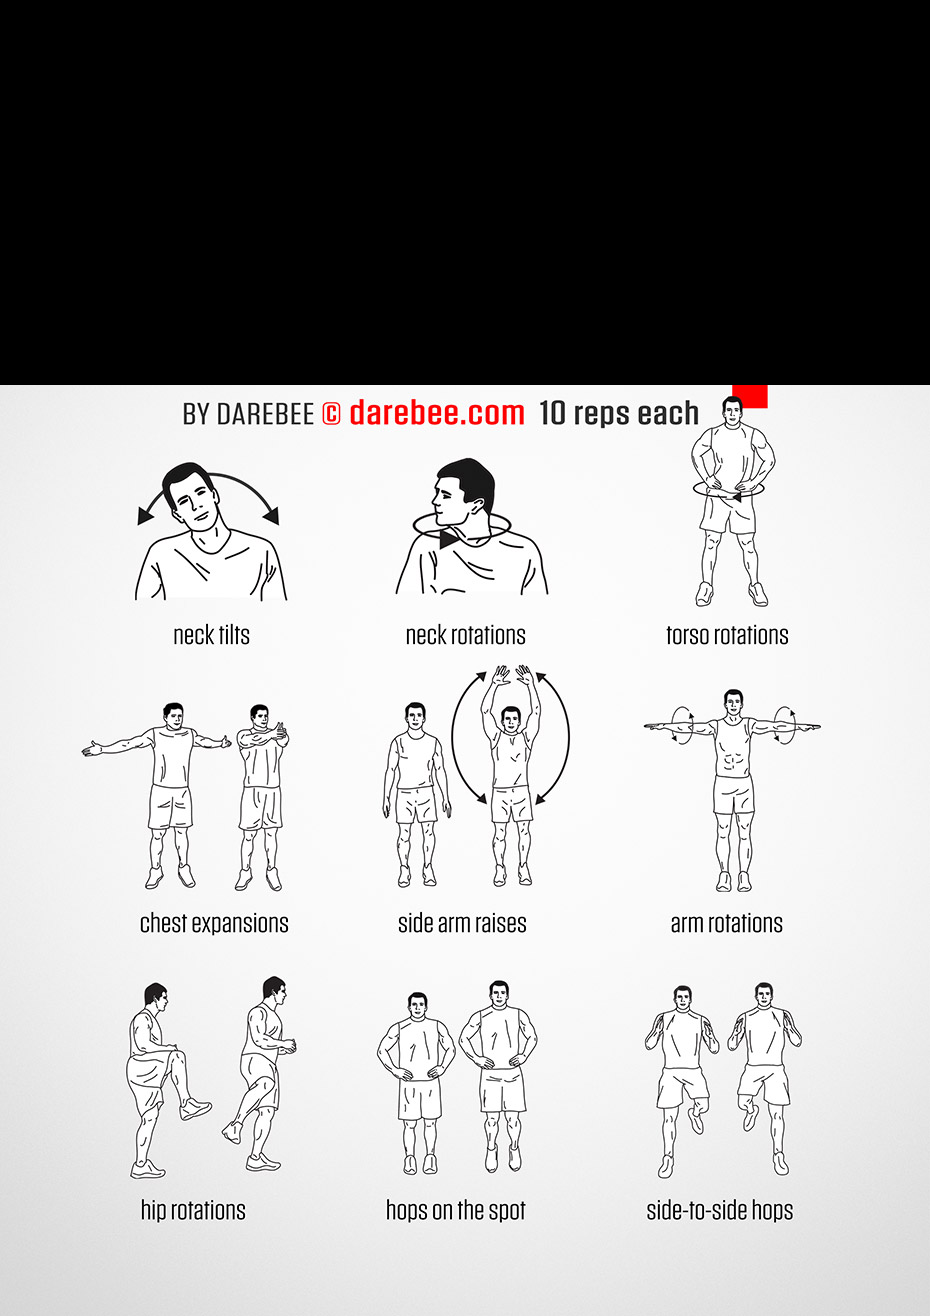 BY DAREBEE © darebee.com 10 reps each
neck tilts
neck rotations
torso rotations
chest expansions
side arm raises
arm rotations
hip rotations
hops on the spot
side-to-side hops